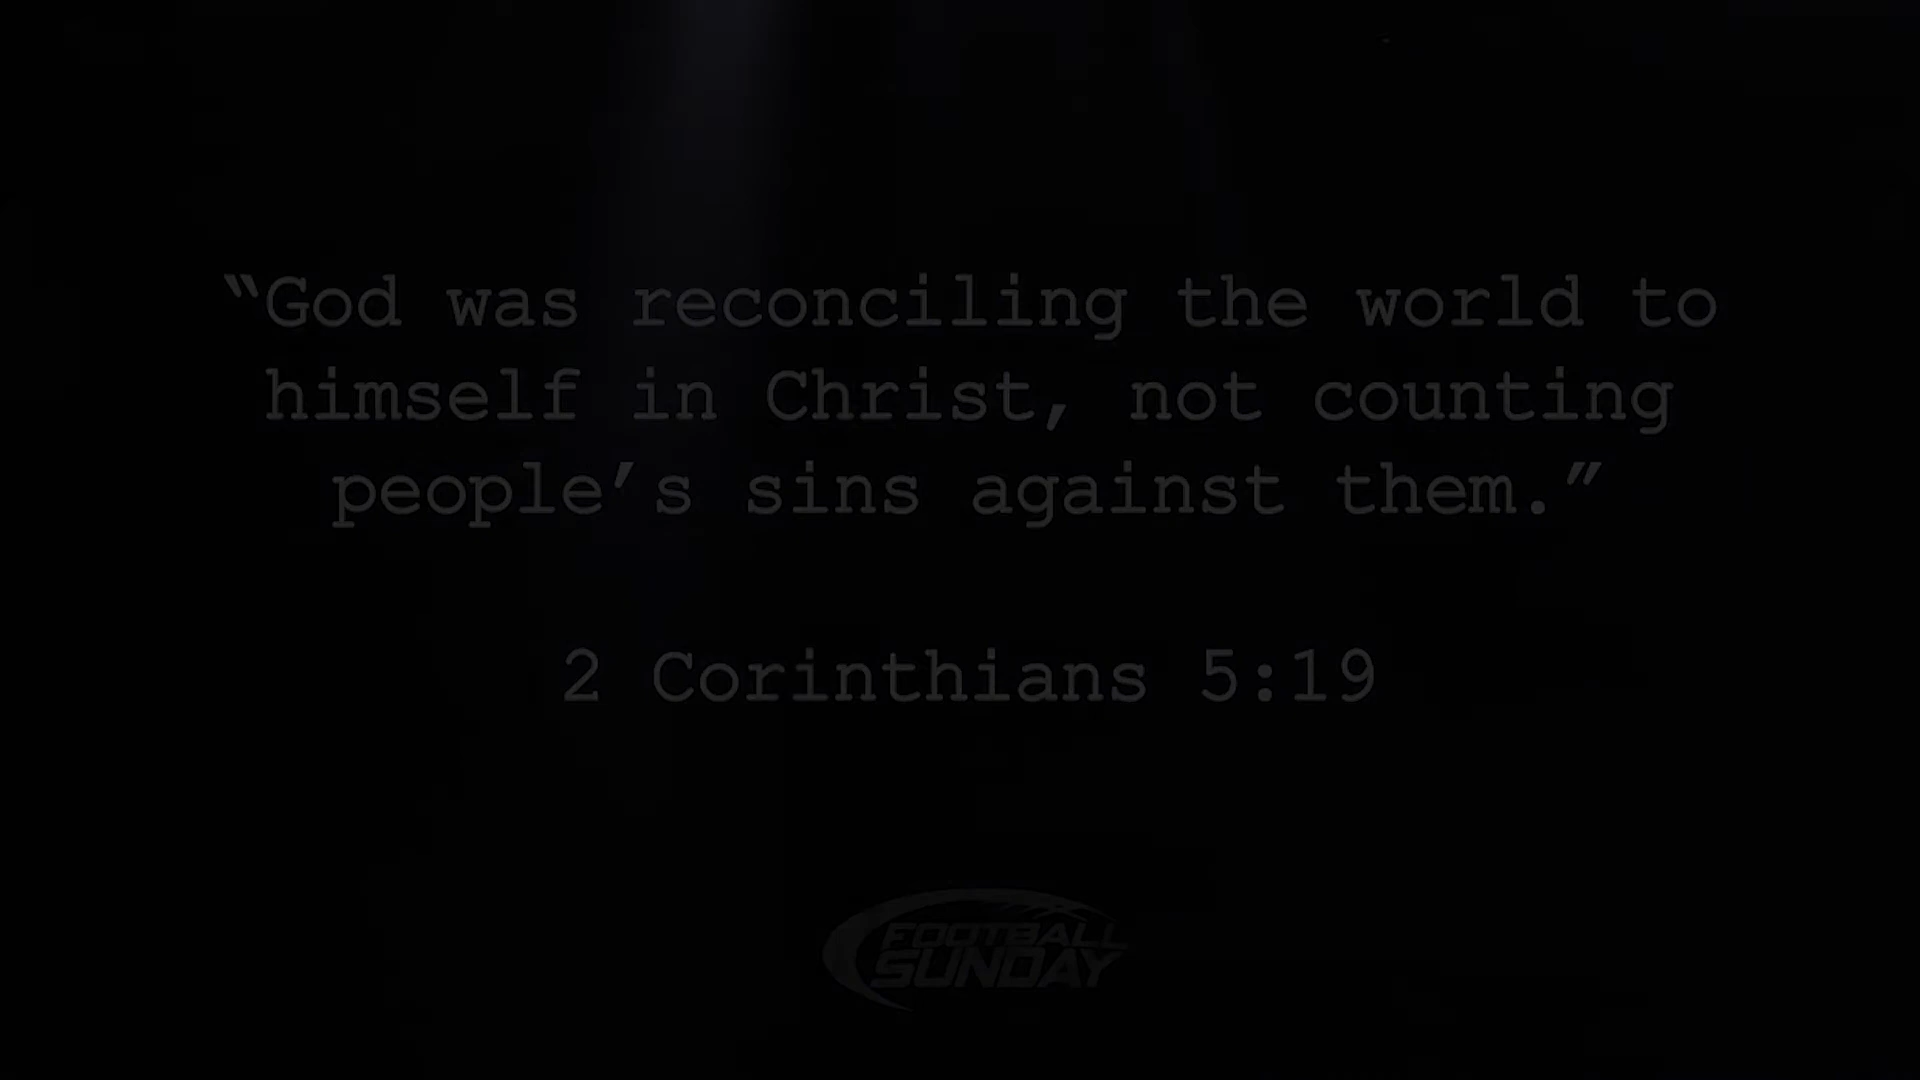 “God was reconciling the world to
himself in Christ, not counting
people’s sins against them.”
2 Corinthians 5:19
FOOTBALL
SUNDAY